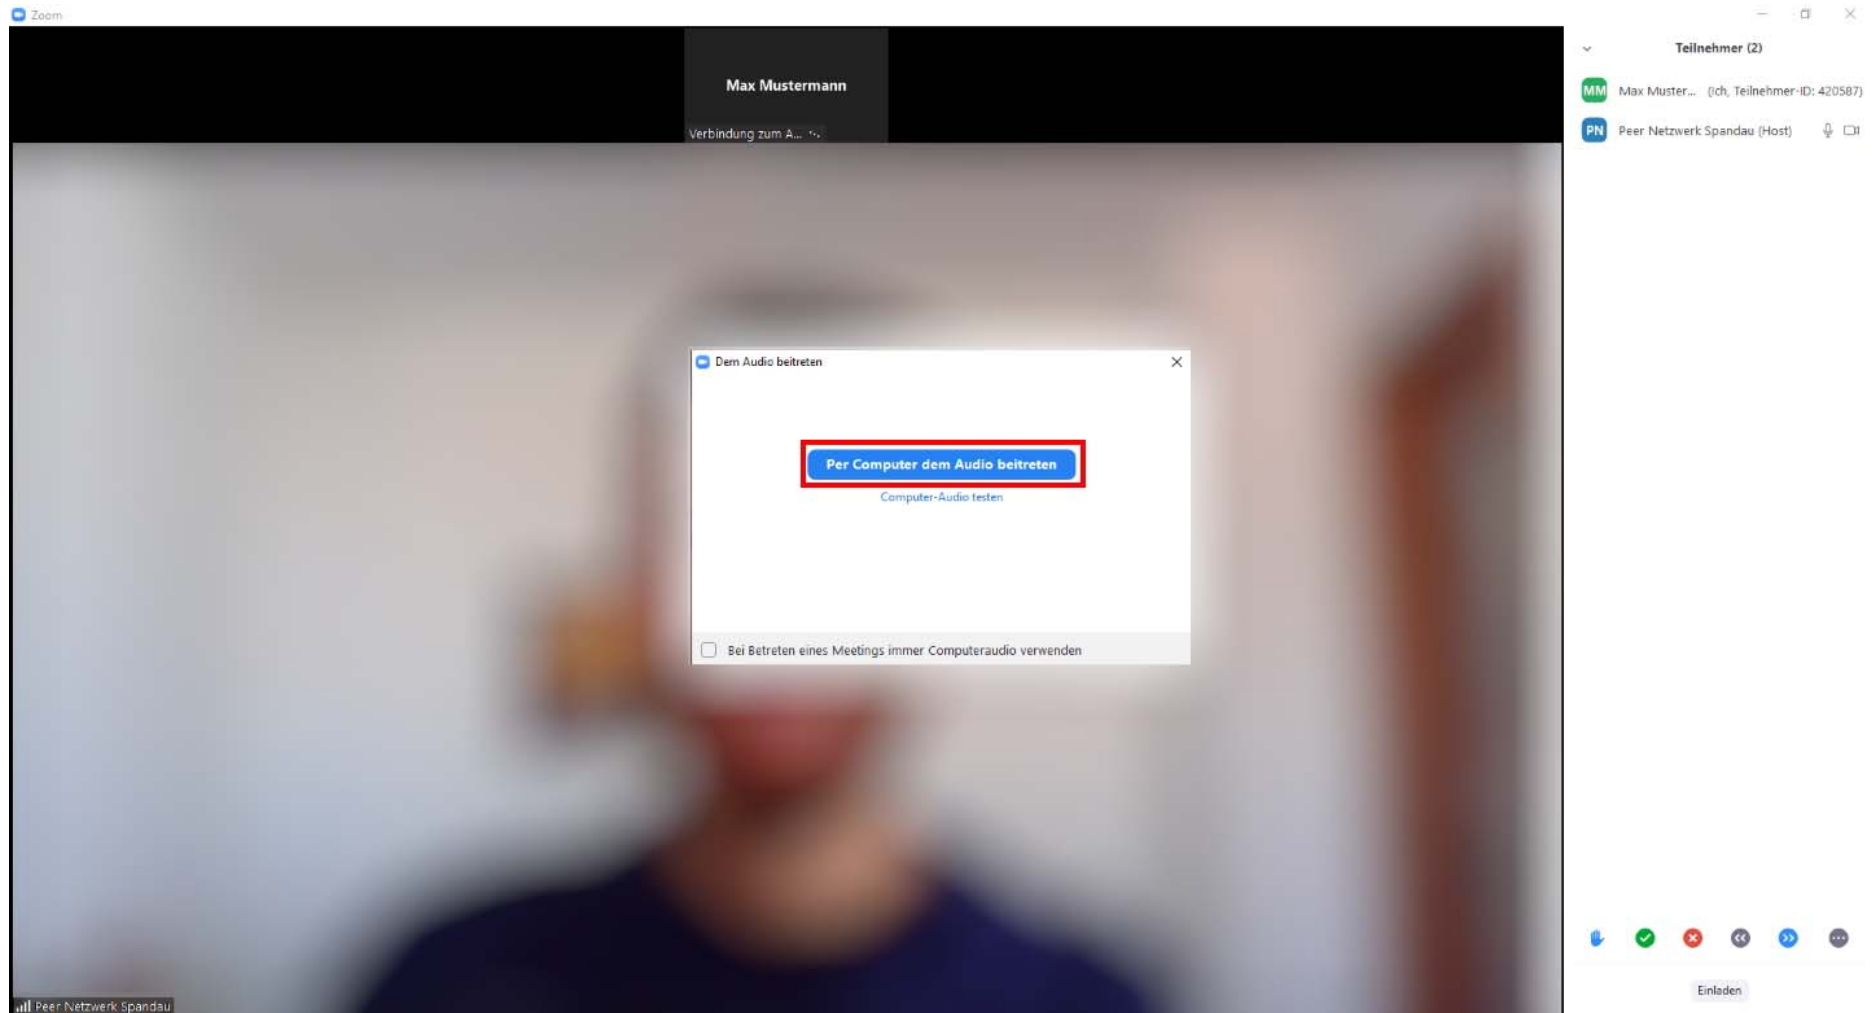 Zoom
Max Mustermann
Verbindung zum A...
Teilnehmer (2)
MM Max Muster... (Ich, Teilnehmer-ID: 420587)
PN Peer Netzwerk Spandau (Host)
Dem Audio beitreten
Per Computer dem Audio beitreten
Computer-Audio testen
Bei Betreten eines Meetings immer Computeraudio verwenden
Peer Netzwerk Spandau
Einladen